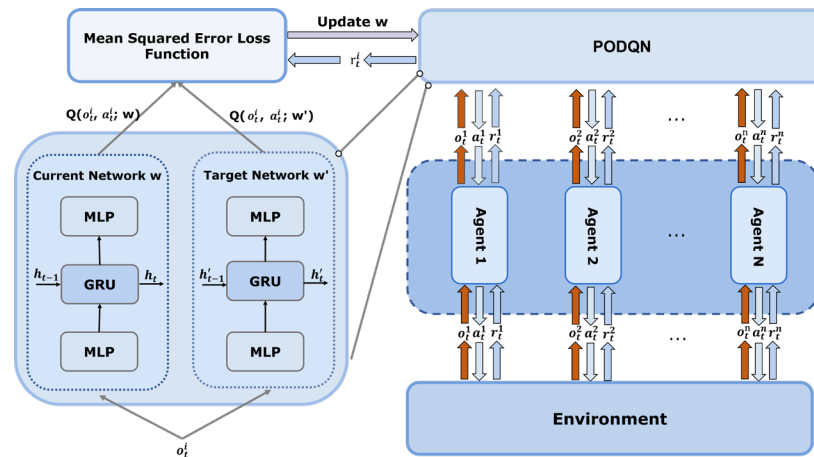 Mean Squared Error Loss
Function
Update w
r_t^i
PODQN
Q(o_t^i, a_t^i; w)
Q(o_t^i, a_t^i; w')
o_t^1 a_t^1 r_t^1
o_t^2 a_t^2 r_t^2
...
o_t^n a_t^n r_t^n
Current Network w
Target Network w'
MLP
MLP
h_{t-1}
GRU
h_t
h'_{t-1}
GRU
h'_t
MLP
MLP
Agent 1
Agent 2
...
Agent N
o_t^1 a_t^1 r_t^1
o_t^2 a_t^2 r_t^2
...
o_t^n a_t^n r_t^n
Environment
o_t^i